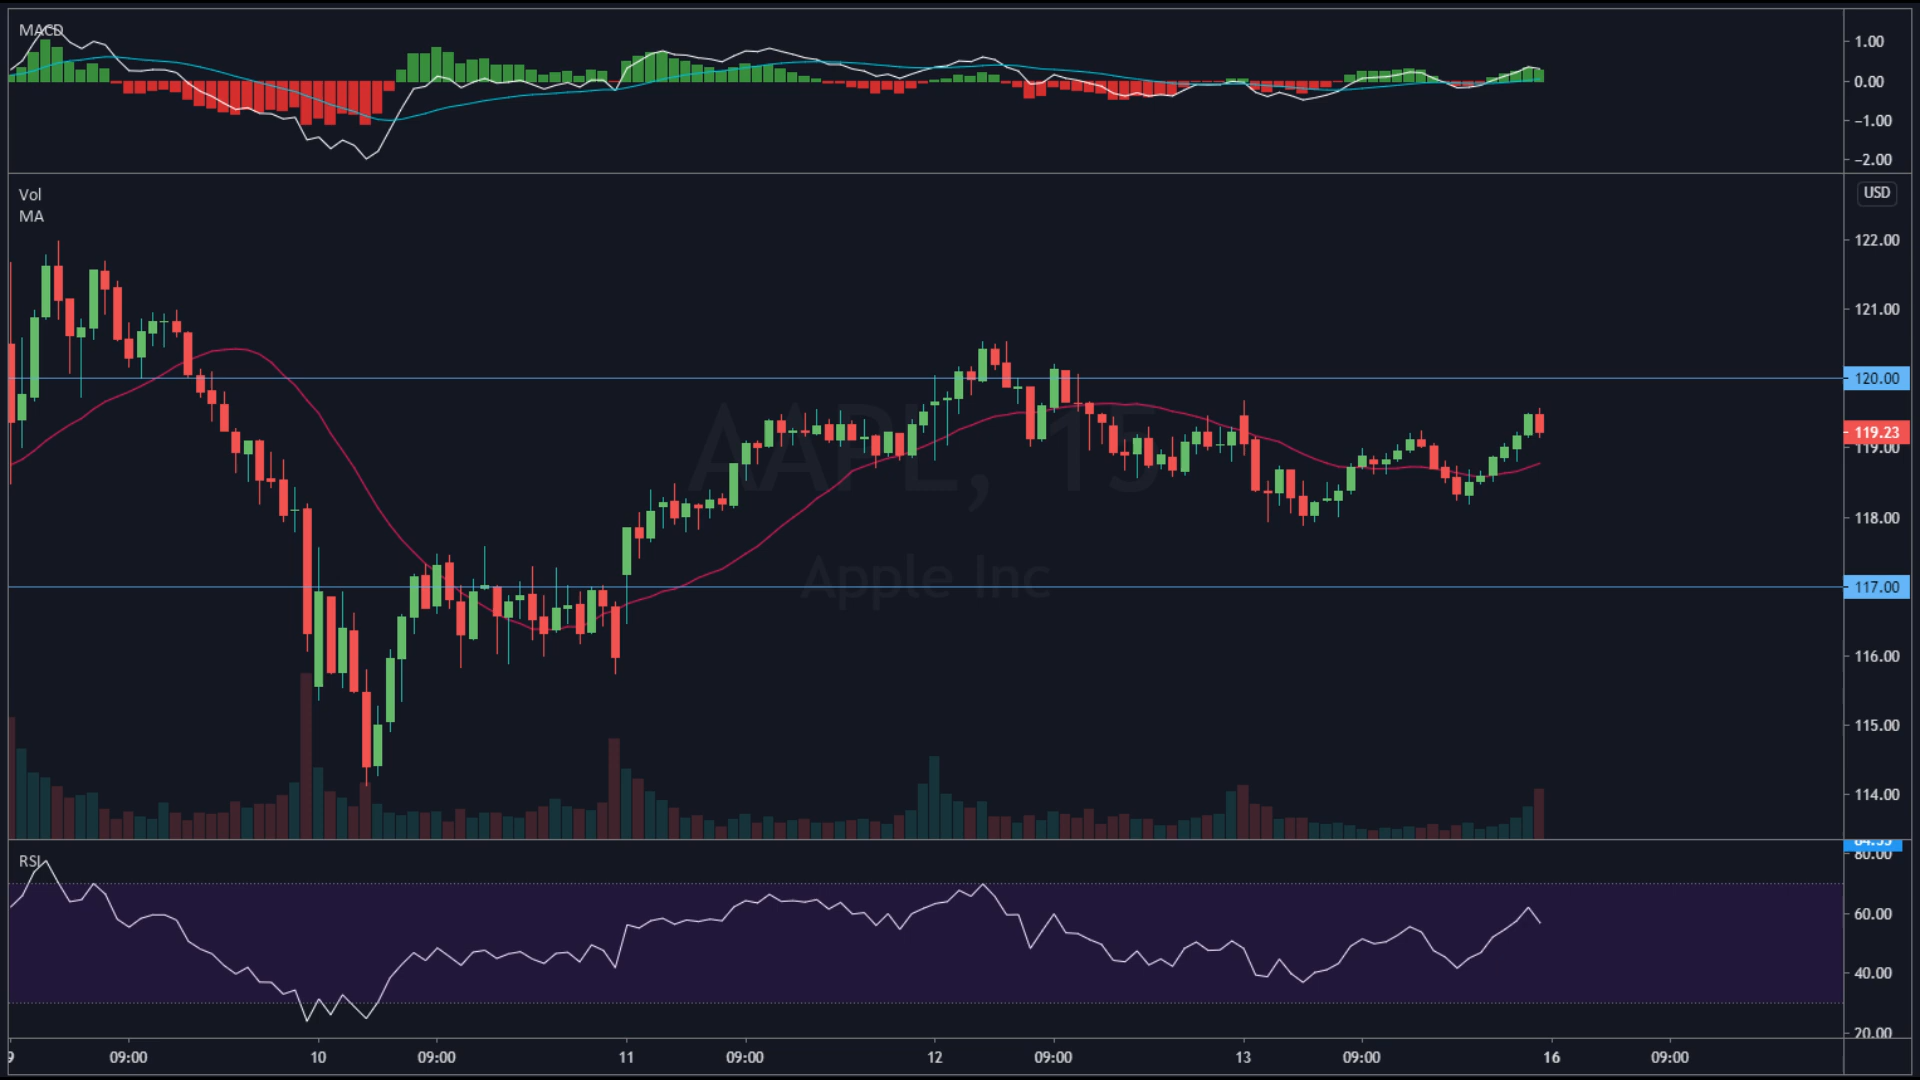 MACD
1.00
0.00
−1.00
−2.00
Vol
MA
USD
122.00
121.00
120.00
119.23
119.00
118.00
117.00
116.00
115.00
114.00
AAPL, 15
Apple Inc
RSI
80.00
60.00
40.00
20.00
9 09:00 10 09:00 11 09:00 12 09:00 13 09:00 16 09:00